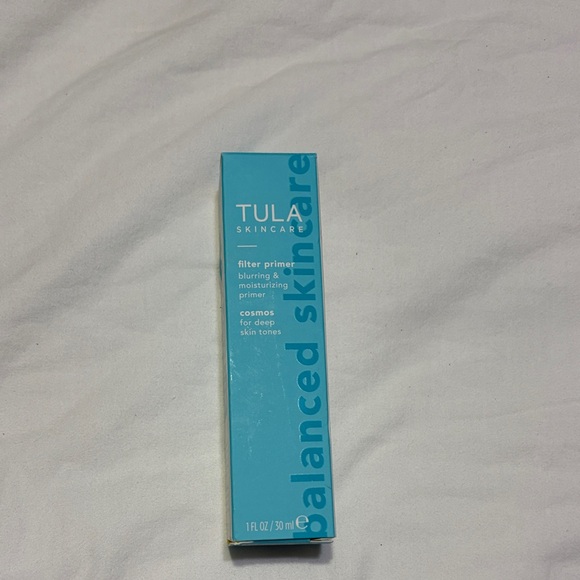 TULA
SKINCARE
filter primer
blurring &
moisturizing
primer
cosmos
for deep
skin tones
1 FL OZ / 30 ml ℮
balanced skincare